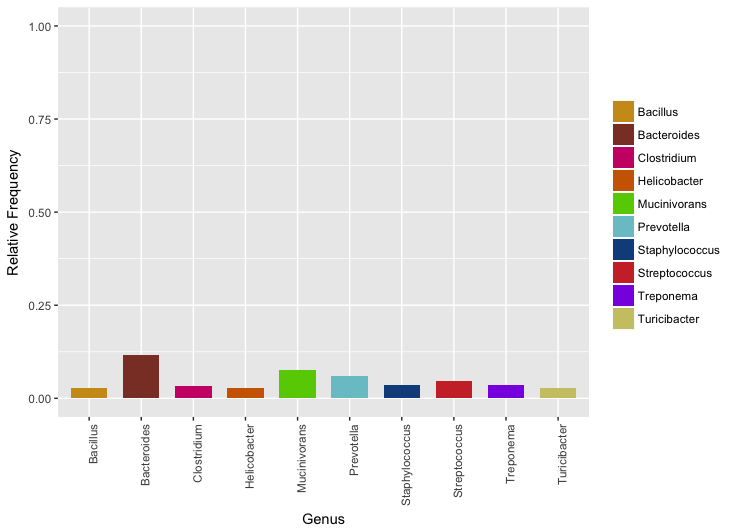 1.00
0.75
0.50
0.25
0.00
Relative Frequency
Bacillus
Bacteroides
Clostridium
Helicobacter
Mucinivorans
Prevotella
Staphylococcus
Streptococcus
Treponema
Turicibacter
Genus
Bacillus
Bacteroides
Clostridium
Helicobacter
Mucinivorans
Prevotella
Staphylococcus
Streptococcus
Treponema
Turicibacter